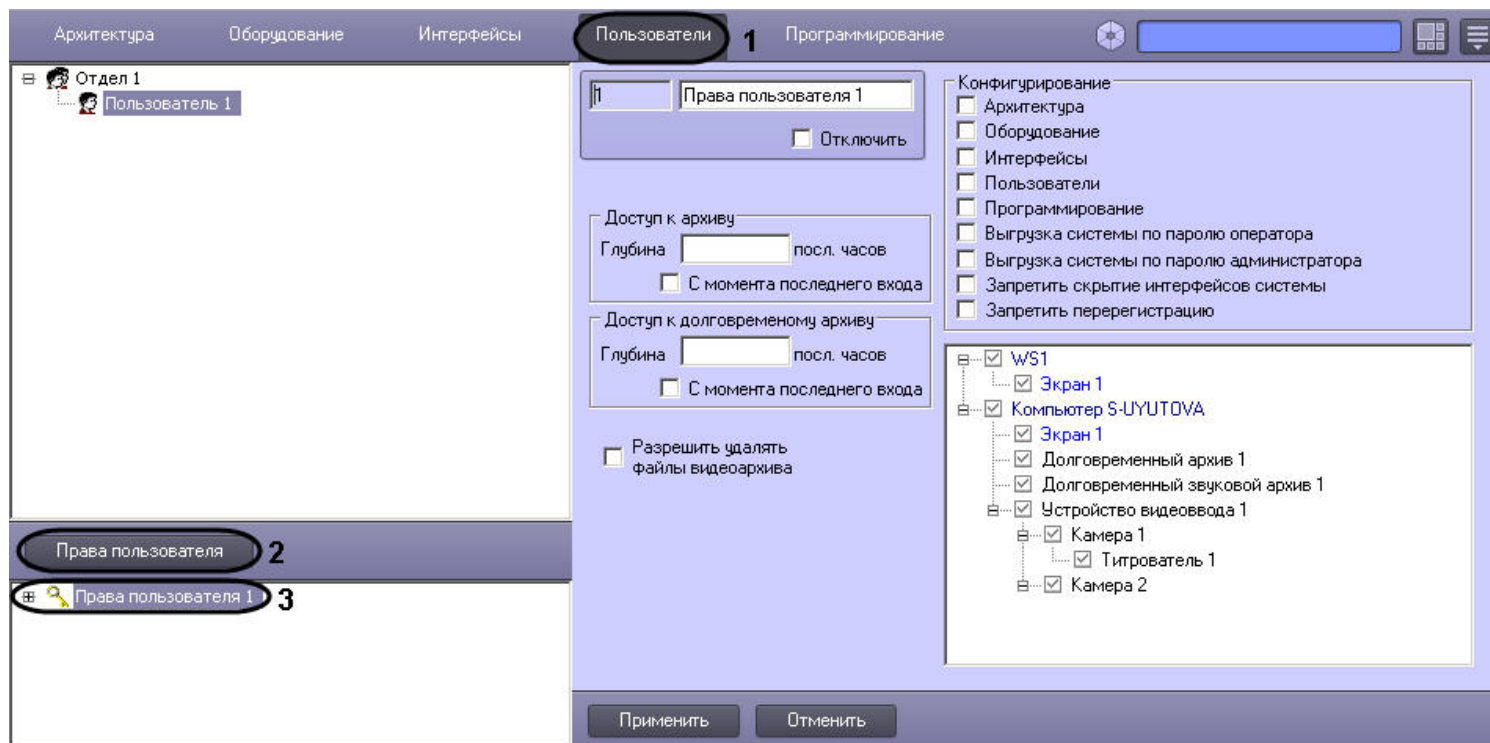 Архитектура Оборудование Интерфейсы Пользователи 1 Программирование
Отдел 1
Пользователь 1
1 Права пользователя 1
Отключить
Доступ к архиву
Глубина посл. часов
С момента последнего входа
Доступ к долговременому архиву
Глубина посл. часов
С момента последнего входа
Разрешить удалять
файлы видеоархива
Конфигурирование
Архитектура
Оборудование
Интерфейсы
Пользователи
Программирование
Выгрузка системы по паролю оператора
Выгрузка системы по паролю администратора
Запретить скрытие интерфейсов системы
Запретить перерегистрацию
WS1
Экран 1
Компьютер S-UYUTOVA
Экран 1
Долговременный архив 1
Долговременный звуковой архив 1
Устройство видеоввода 1
Камера 1
Титрователь 1
Камера 2
Права пользователя 2
Права пользователя 1 3
Применить Отменить